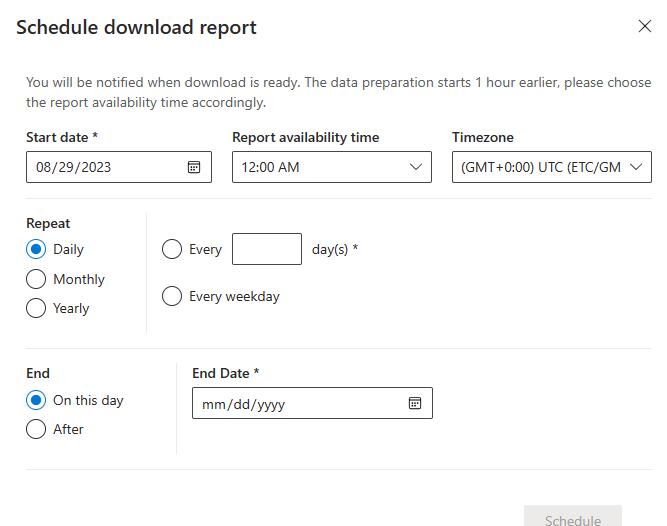 Schedule download report
You will be notified when download is ready. The data preparation starts 1 hour earlier, please choose
the report availability time accordingly.
Start date *
Report availability time
Timezone
08/29/2023
12:00 AM
(GMT+0:00) UTC (ETC/GM
Repeat
Daily
Every
day(s) *
Monthly
Every weekday
Yearly
End
End Date *
On this day
mm/dd/yyyy
After
Schedule